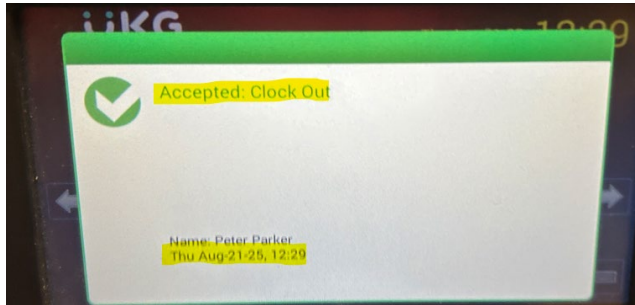 UKG 12:29
Accepted: Clock Out
Name: Peter Parker
Thu Aug-21-25, 12:29